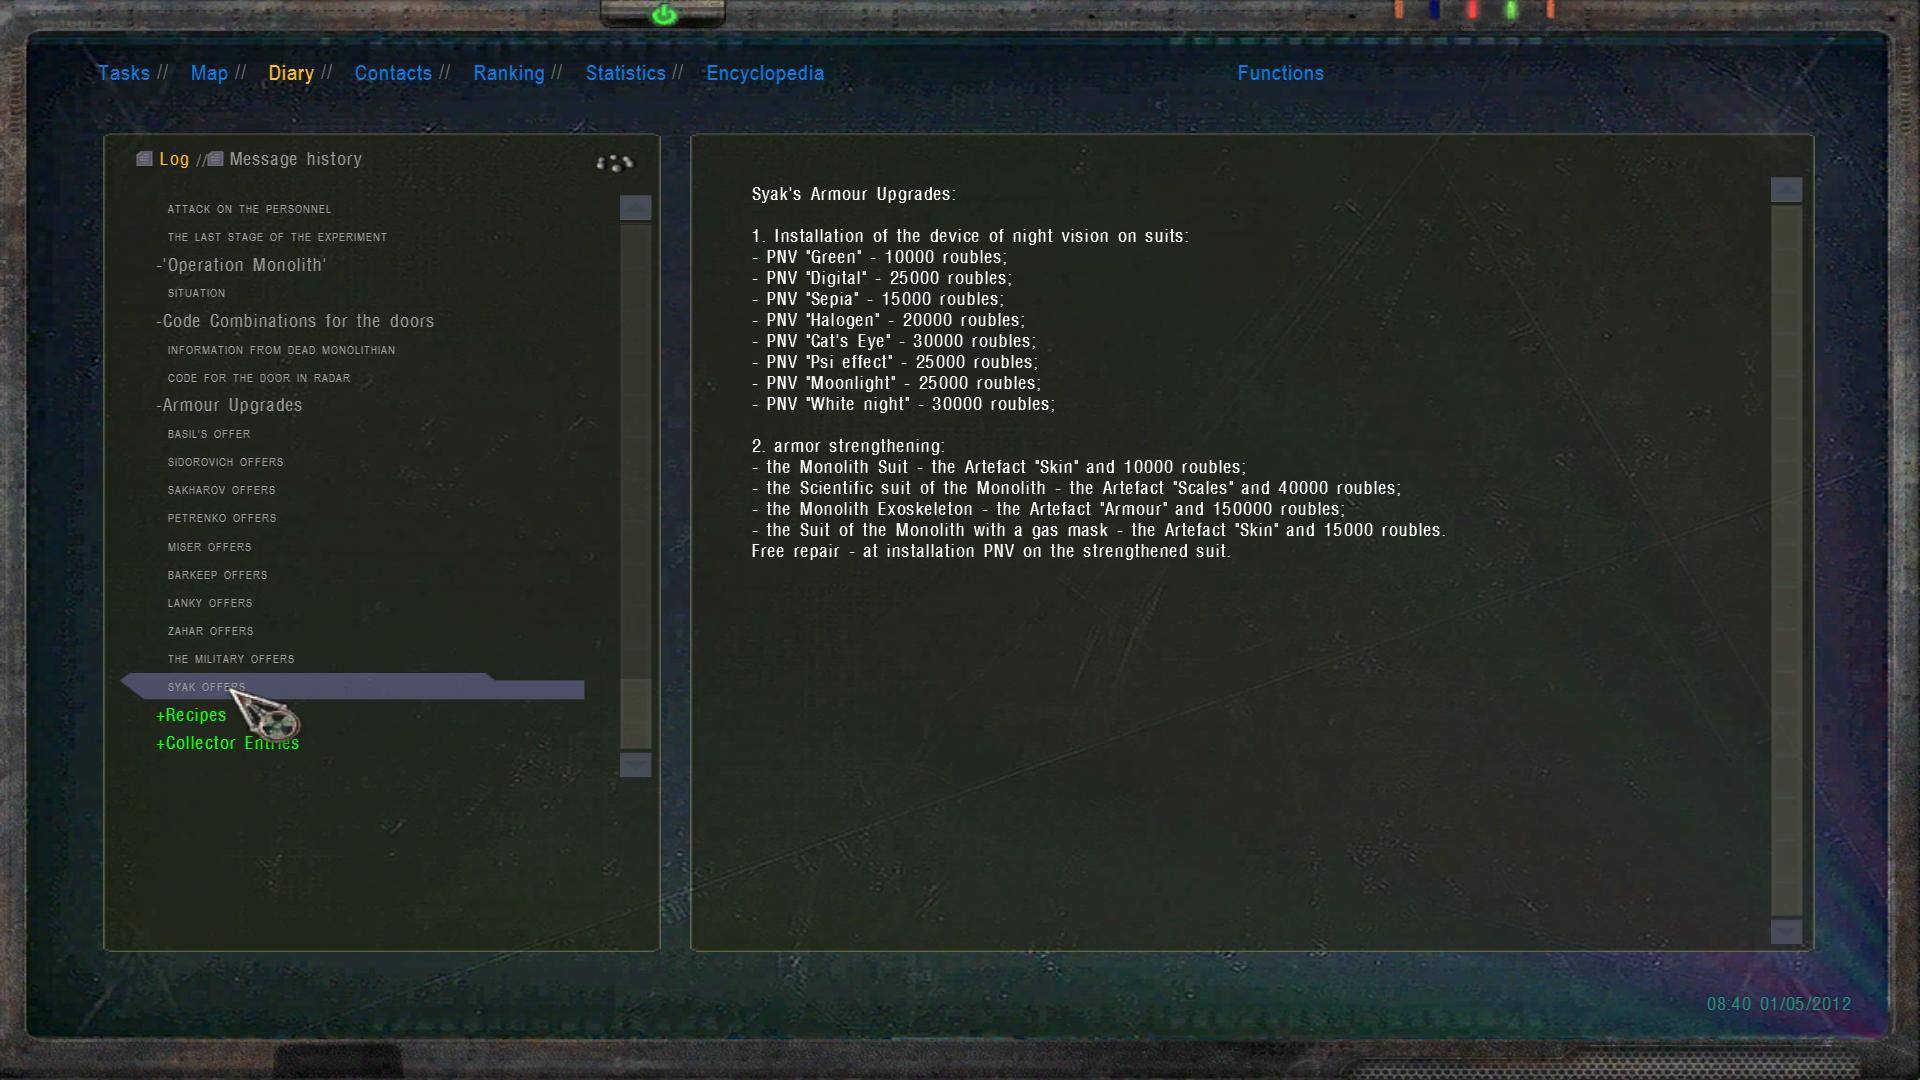 Tasks // Map // Diary // Contacts // Ranking // Statistics // Encyclopedia
Functions
Log // Message history
ATTACK ON THE PERSONNEL
THE LAST STAGE OF THE EXPERIMENT
-'Operation Monolith'
SITUATION
-Code Combinations for the doors
INFORMATION FROM DEAD MONOLITHIAN
CODE FOR THE DOOR IN RADAR
-Armour Upgrades
BASIL'S OFFER
SIDOROVICH OFFERS
SAKHAROV OFFERS
PETRENKO OFFERS
MISER OFFERS
BARKEEP OFFERS
LANKY OFFERS
ZAHAR OFFERS
THE MILITARY OFFERS
SYAK OFFERS
+Recipes
+Collector Entries
Syak's Armour Upgrades:
1. Installation of the device of night vision on suits:
- PNV "Green" - 10000 roubles;
- PNV "Digital" - 25000 roubles;
- PNV "Sepia" - 15000 roubles;
- PNV "Halogen" - 20000 roubles;
- PNV "Cat's Eye" - 30000 roubles;
- PNV "Psi effect" - 25000 roubles;
- PNV "Moonlight" - 25000 roubles;
- PNV "White night" - 30000 roubles;
2. armor strengthening:
- the Monolith Suit - the Artefact "Skin" and 10000 roubles;
- the Scientific suit of the Monolith - the Artefact "Scales" and 40000 roubles;
- the Monolith Exoskeleton - the Artefact "Armour" and 150000 roubles;
- the Suit of the Monolith with a gas mask - the Artefact "Skin" and 15000 roubles.
Free repair - at installation PNV on the strengthened suit.
08:40 01/05/2012